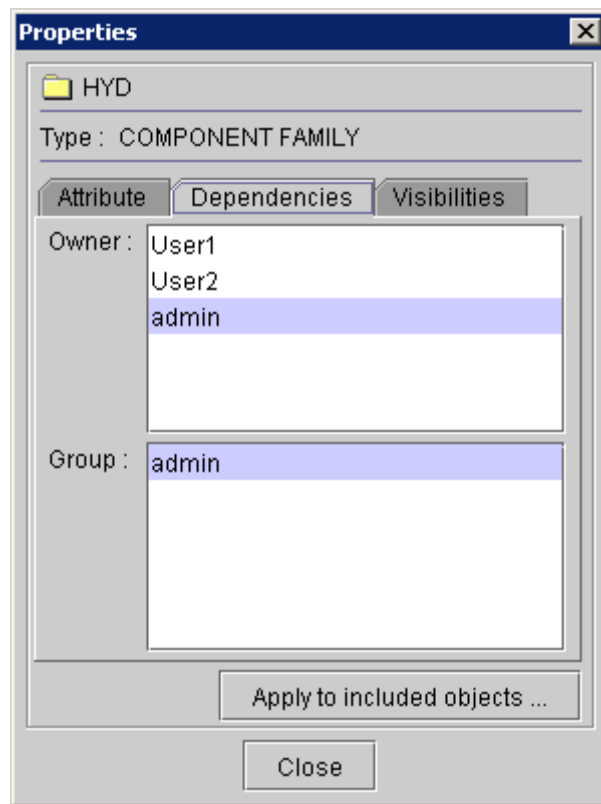 Properties
HYD
Type : COMPONENT FAMILY
Attribute Dependencies Visibilities
Owner : User1
User2
admin
Group : admin
Apply to included objects ...
Close